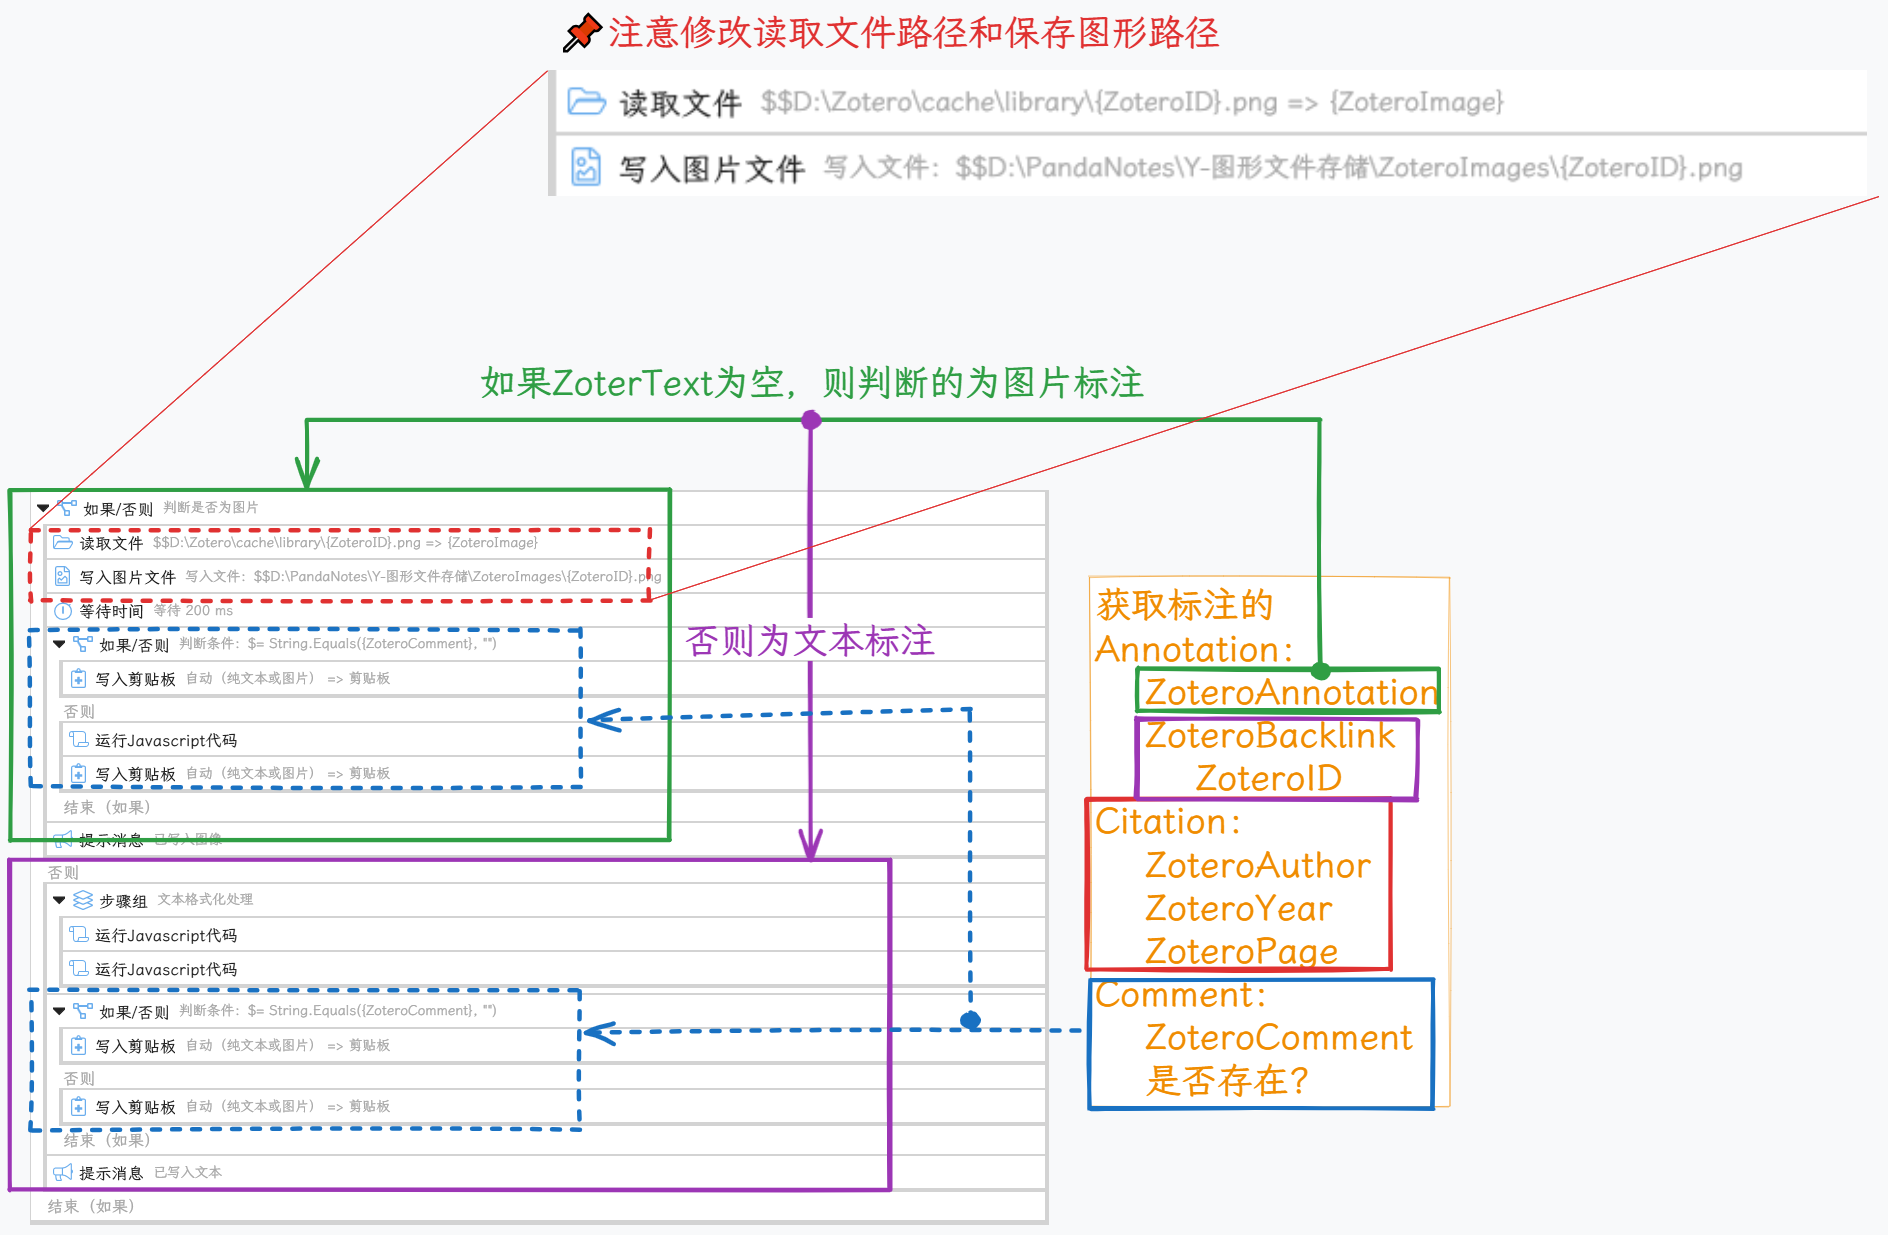 注意修改读取文件路径和保存图形路径
读取文件 $$D:\Zotero\cache\library\{ZoteroID}.png => {ZoteroImage}
写入图片文件 写入文件：$$D:\PandaNotes\Y-图形文件存储\ZoteroImages\{ZoteroID}.png
如果ZoterText为空，则判断的为图片标注
如果/否则 判断是否为图片
读取文件 $$D:\Zotero\cache\library\{ZoteroID}.png => {ZoteroImage}
写入图片文件 写入文件：$$D:\PandaNotes\Y-图形文件存储\ZoteroImages\{ZoteroID}.png
等待时间 等待 200 ms
如果/否则 判断条件：$= String.Equals({ZoteroComment}, "")
写入剪贴板 自动（纯文本或图片） => 剪贴板
否则
运行Javascript代码
写入剪贴板 自动（纯文本或图片） => 剪贴板
结束（如果）
提示消息 已写入图像
否则为文本标注
否则
步骤组 文本格式化处理
运行Javascript代码
运行Javascript代码
如果/否则 判断条件：$= String.Equals({ZoteroComment}, "")
写入剪贴板 自动（纯文本或图片） => 剪贴板
否则
写入剪贴板 自动（纯文本或图片） => 剪贴板
结束（如果）
提示消息 已写入文本
结束（如果）
获取标注的
Annotation：
ZoteroAnnotation
ZoteroBacklink
ZoteroID
Citation：
ZoteroAuthor
ZoteroYear
ZoteroPage
Comment：
ZoteroComment
是否存在？